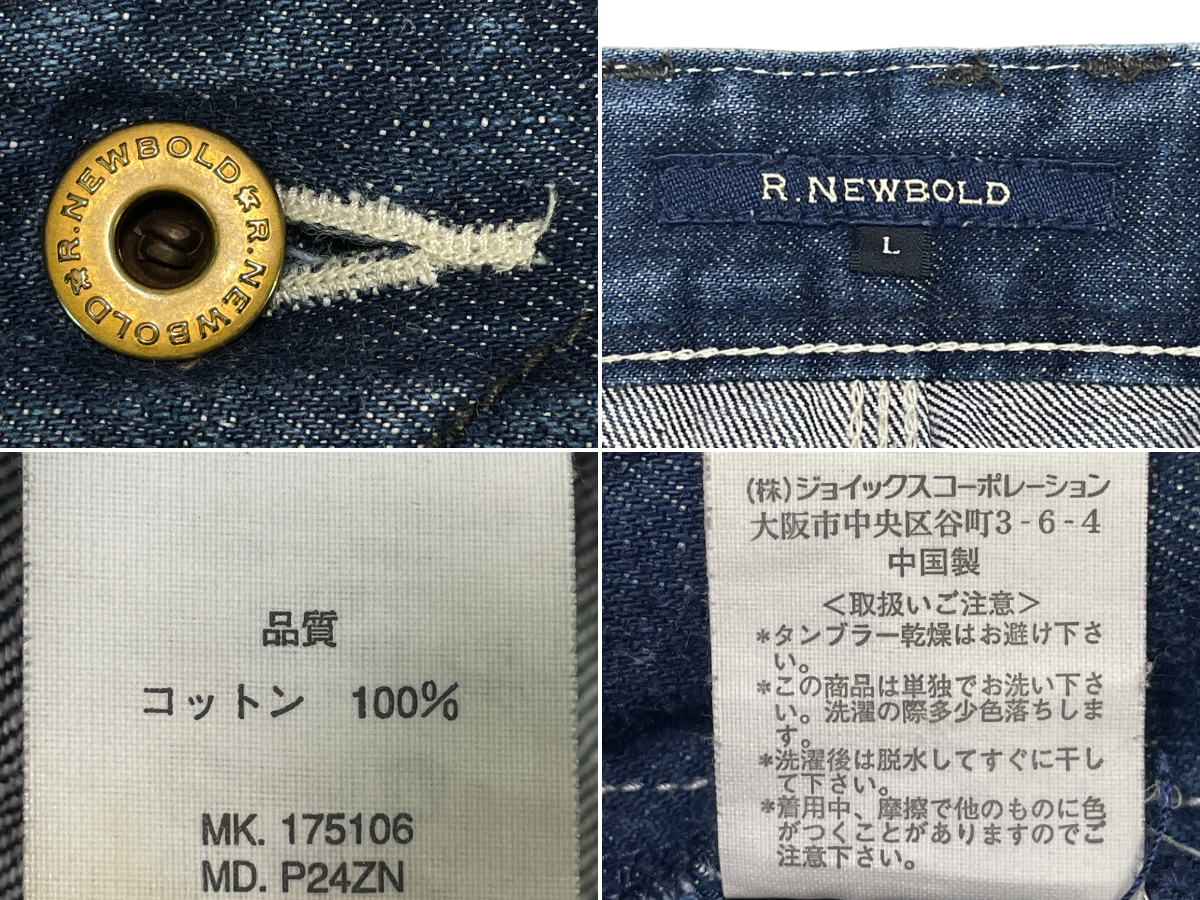 R.NEWBOLD R.NEWBOLD
R.NEWBOLD
L
品質
コットン 100%
MK. 175106
MD. P24ZN
(株)ジョイックスコーポレーション
大阪市中央区谷町3-6-4
中国製
<取扱いご注意>
*タンブラー乾燥はお避け下さ
い。
*この商品は単独でお洗い下さ
い。洗濯の際多少色落ちしま
す。
*洗濯後は脱水してすぐに干し
て下さい。
*着用中、摩擦で他のものに色
がつくことがありますのでご
注意下さい。